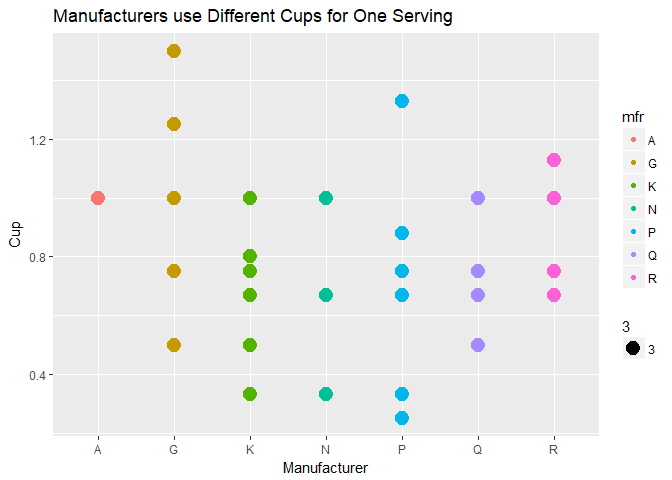 Manufacturers use Different Cups for One Serving
Cup
1.2
0.8
0.4
A G K N P Q R
Manufacturer
mfr
A
G
K
N
P
Q
R
3
3